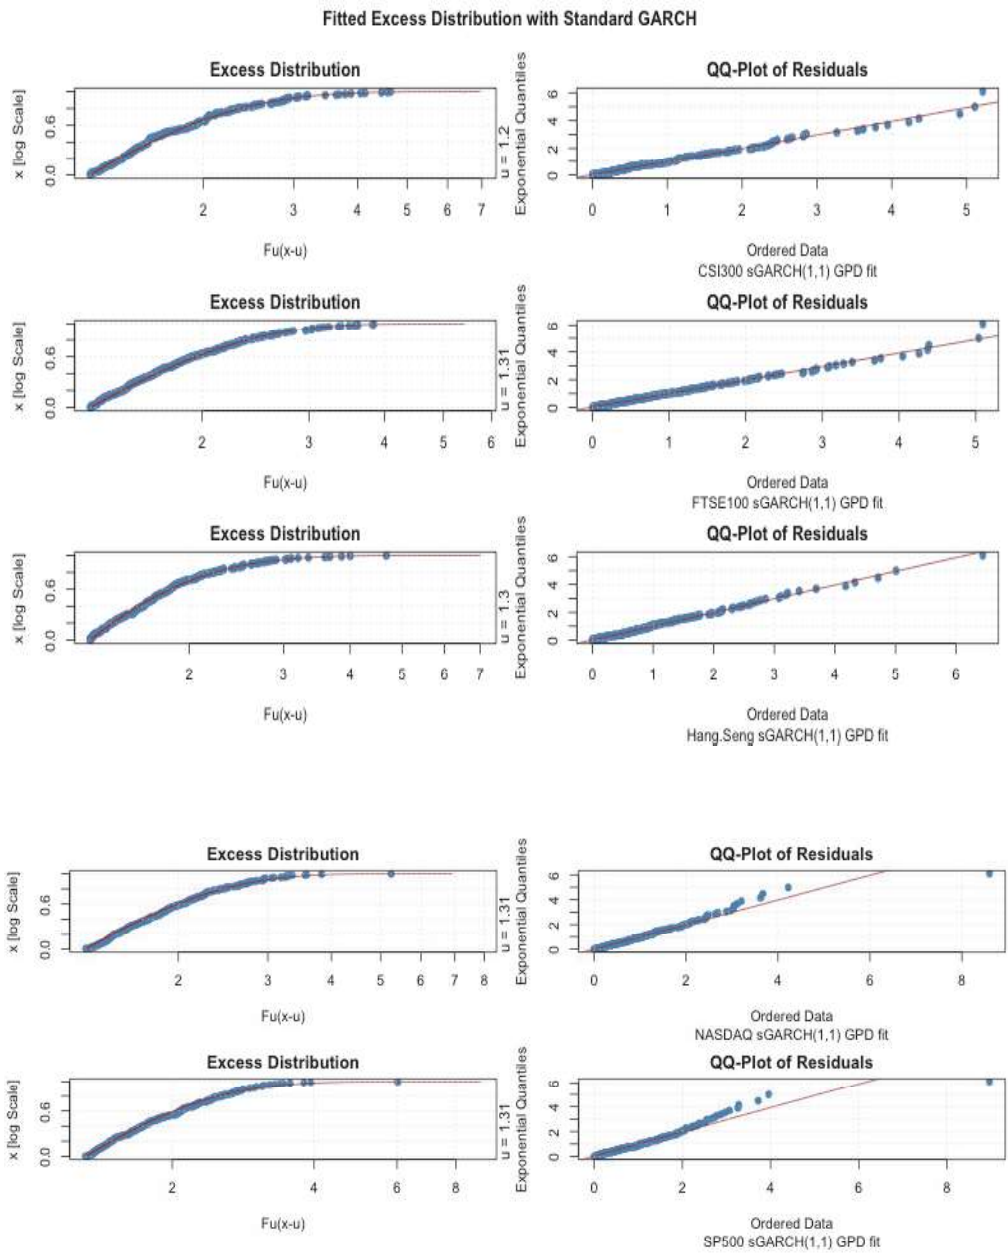 Fitted Excess Distribution with Standard GARCH
Excess Distribution
x [log Scale]
0.0 0.6
2 3 4 5 6 7
Fu(x-u)
u = 1.2
QQ-Plot of Residuals
Exponential Quantiles
0 2 4 6
0 1 2 3 4 5
Ordered Data
CSI300 sGARCH(1,1) GPD fit
Excess Distribution
x [log Scale]
0.0 0.6
2 3 4 5 6
Fu(x-u)
u = 1.31
QQ-Plot of Residuals
Exponential Quantiles
0 2 4 6
0 1 2 3 4 5
Ordered Data
FTSE100 sGARCH(1,1) GPD fit
Excess Distribution
x [log Scale]
0.0 0.6
2 3 4 5 6 7
Fu(x-u)
u = 1.3
QQ-Plot of Residuals
Exponential Quantiles
0 2 4 6
0 1 2 3 4 5 6
Ordered Data
Hang.Seng sGARCH(1,1) GPD fit
Excess Distribution
x [log Scale]
0.0 0.6
2 3 4 5 6 7 8
Fu(x-u)
u = 1.31
QQ-Plot of Residuals
Exponential Quantiles
0 2 4 6
0 2 4 6 8
Ordered Data
NASDAQ sGARCH(1,1) GPD fit
Excess Distribution
x [log Scale]
0.0 0.6
2 4 6 8
Fu(x-u)
u = 1.31
QQ-Plot of Residuals
Exponential Quantiles
0 2 4 6
0 2 4 6 8
Ordered Data
SP500 sGARCH(1,1) GPD fit